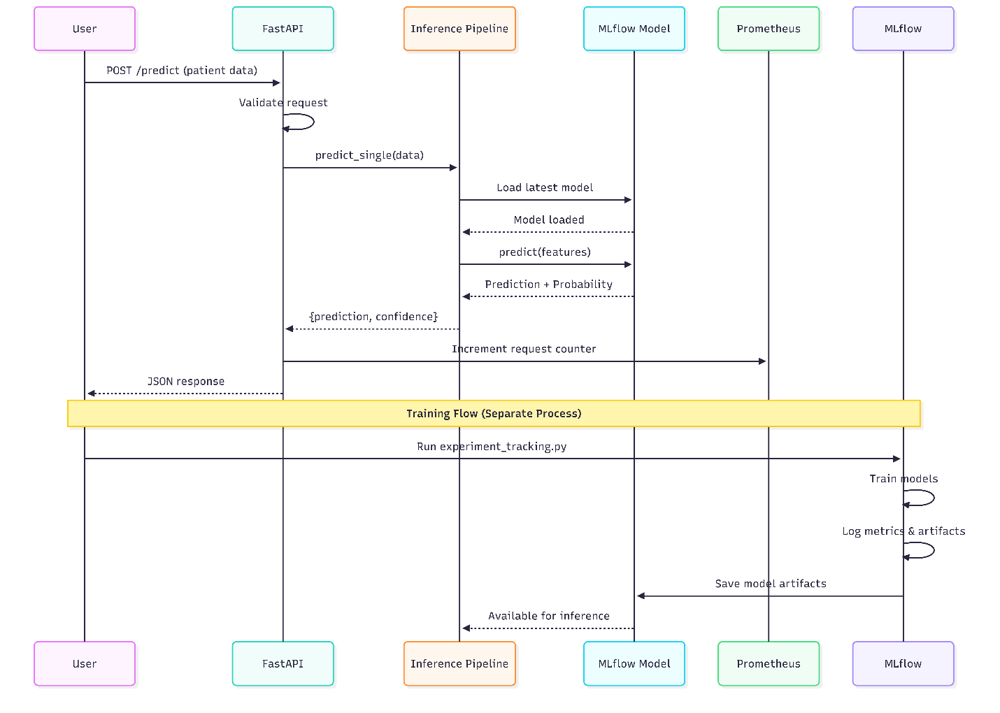 User
FastAPI
Inference Pipeline
MLflow Model
Prometheus
MLflow
POST /predict (patient data)
Validate request
predict_single(data)
Load latest model
Model loaded
predict(features)
Prediction + Probability
{prediction, confidence}
Increment request counter
JSON response
Training Flow (Separate Process)
Run experiment_tracking.py
Train models
Log metrics & artifacts
Save model artifacts
Available for inference
User
FastAPI
Inference Pipeline
MLflow Model
Prometheus
MLflow